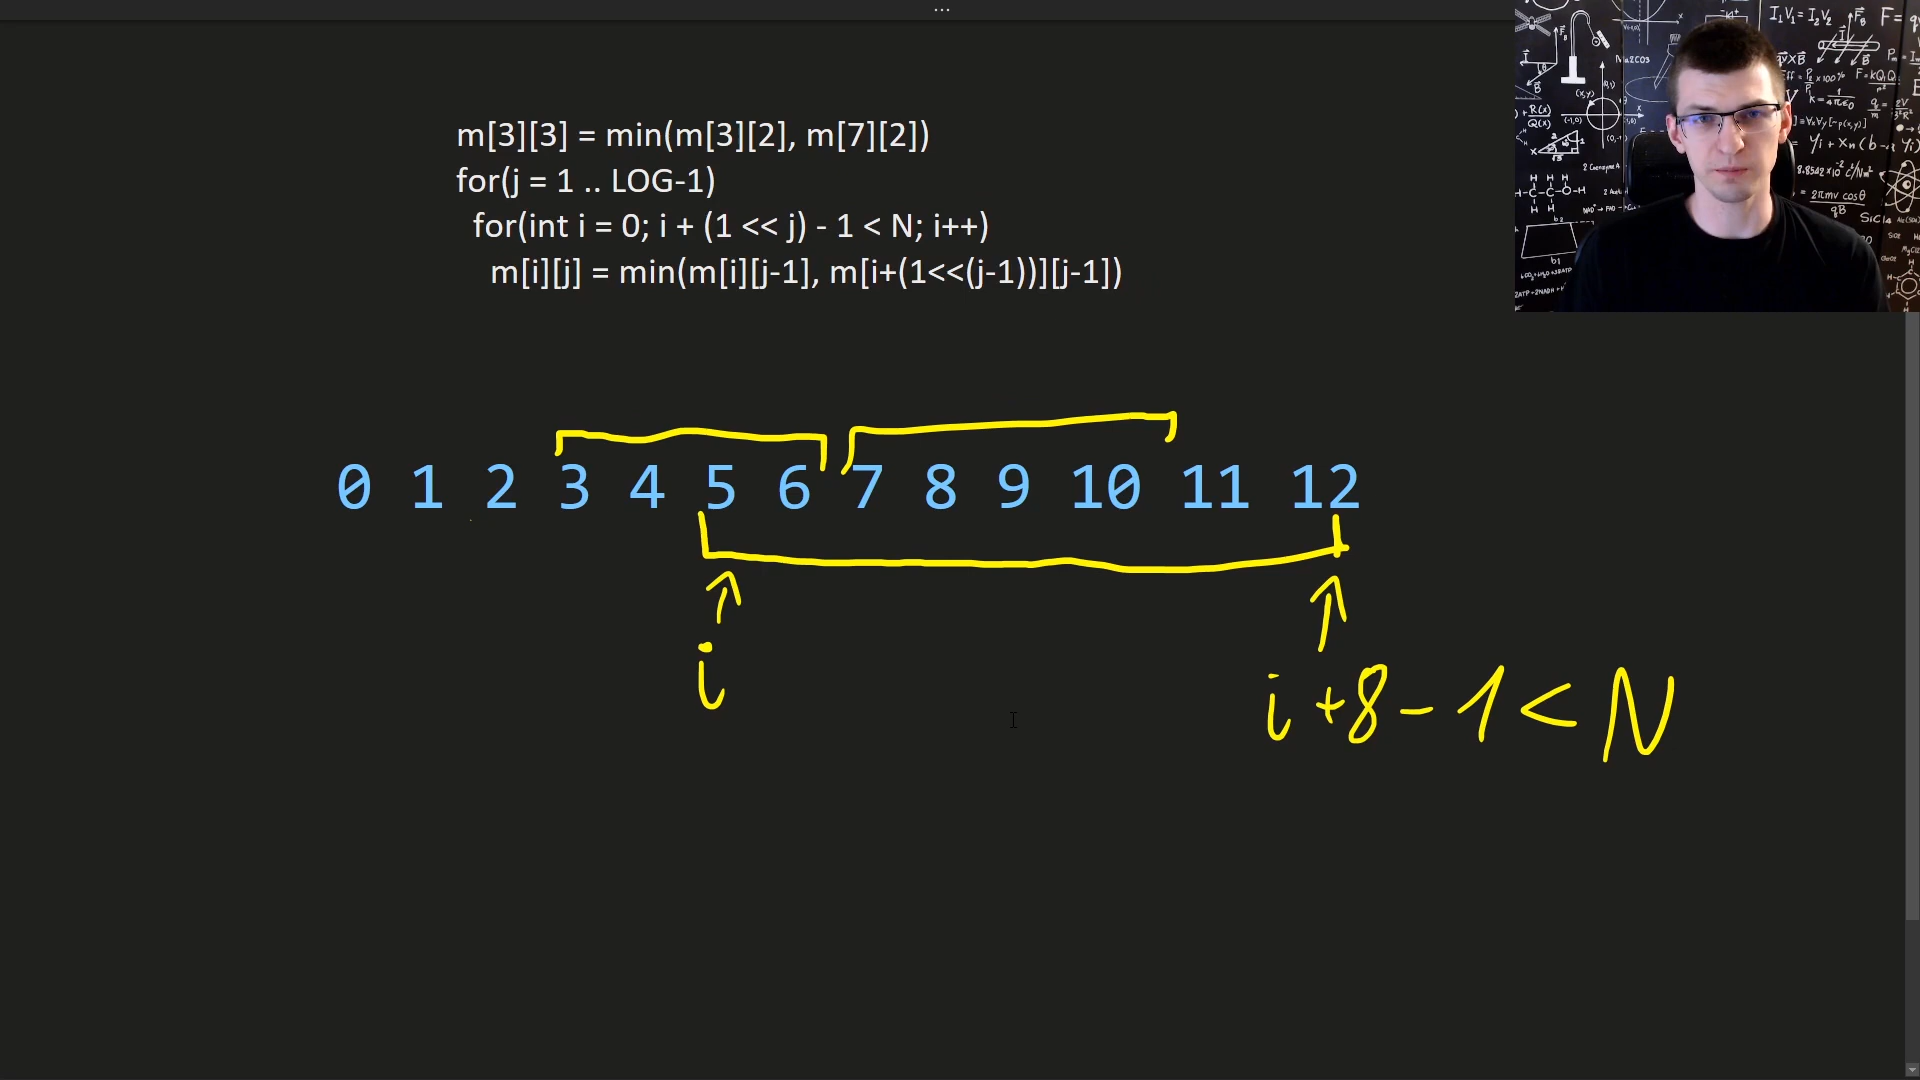 ...
m[3][3] = min(m[3][2], m[7][2])
for(j = 1 .. LOG-1)
for(int i = 0; i + (1 << j) - 1 < N; i++)
m[i][j] = min(m[i][j-1], m[i+(1<<(j-1))][j-1])
0 1 2 3 4 5 6 7 8 9 10 11 12
i
i + 8 - 1 < N